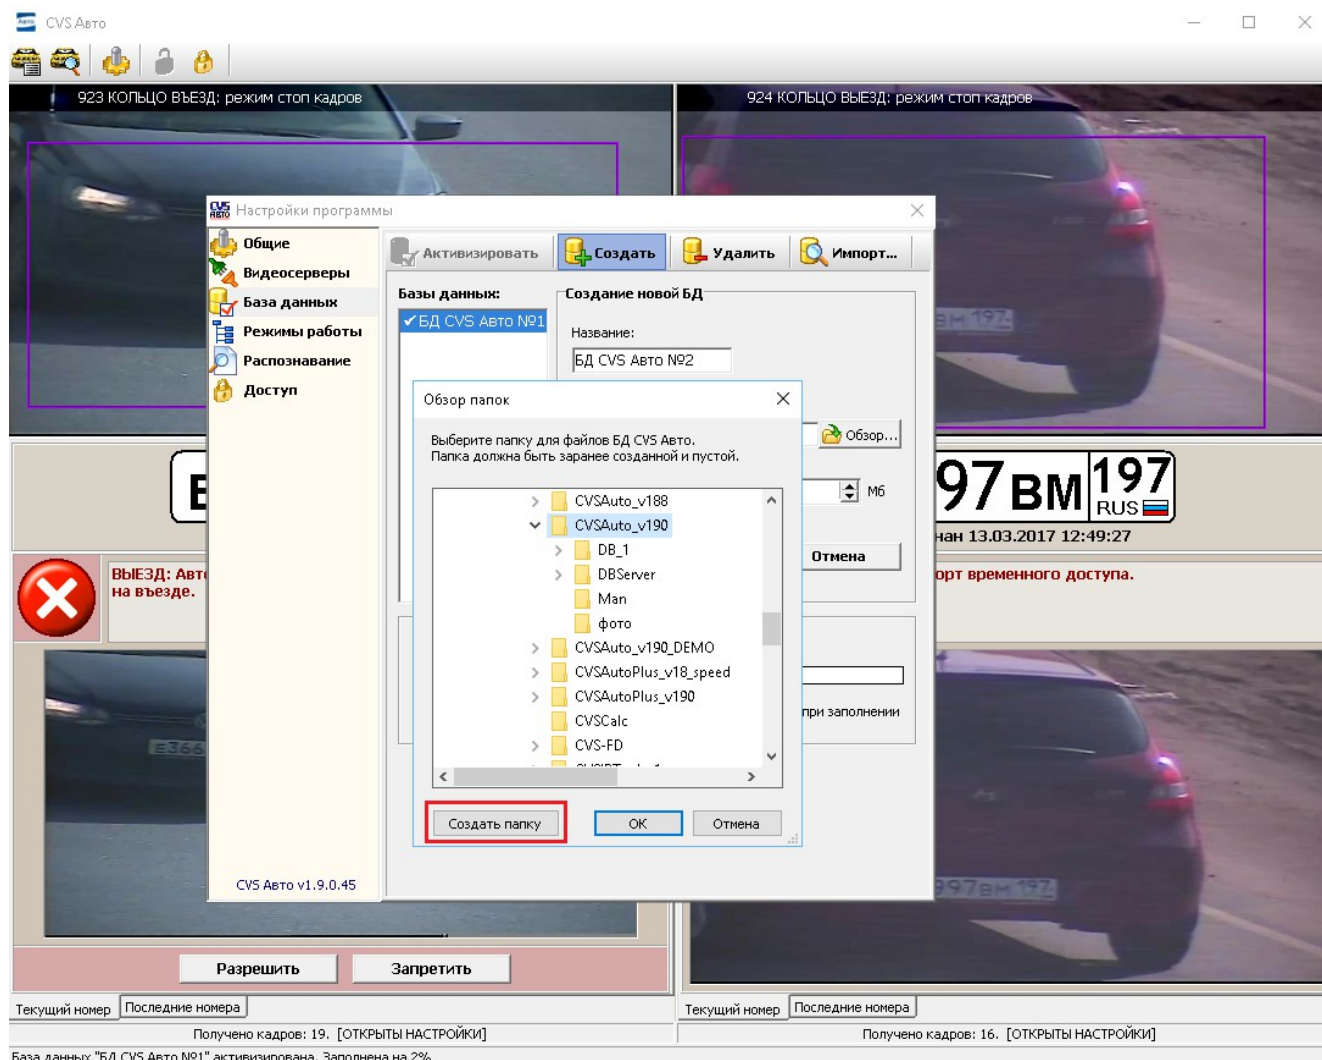 CVS Авто
923 КОЛЬЦО ВЪЕЗД: режим стоп кадров
924 КОЛЬЦО ВЫЕЗД: режим стоп кадров
Настройки программы
Общие
Видеосерверы
База данных
Режимы работы
Распознавание
Доступ
CVS Авто v1.9.0.45
Активизировать
Создать
Удалить
Импорт...
Базы данных:
БД CVS Авто №1
Создание новой БД
Название:
БД CVS Авто №2
Обзор...
Мб
Отмена
при заполнении
Обзор папок
Выберите папку для файлов БД CVS Авто.
Папка должна быть заранее созданной и пустой.
CVSAuto_v188
CVSAuto_v190
DB_1
DBServer
Man
фото
CVSAuto_v190_DEMO
CVSAutoPlus_v18_speed
CVSAutoPlus_v190
CVSCalc
CVS-FD
Создать папку
OK
Отмена
97 ВМ 197
RUS
13.03.2017 12:49:27
ВЫЕЗД:
на въезде.
временного доступа.
Е366
997ВМ 197
Разрешить
Запретить
Текущий номер
Последние номера
Текущий номер
Последние номера
Получено кадров: 19. [ОТКРЫТЫ НАСТРОЙКИ]
Получено кадров: 16. [ОТКРЫТЫ НАСТРОЙКИ]
База данных "БД CVS Авто №1" активизирована. Заполнена на 2%.